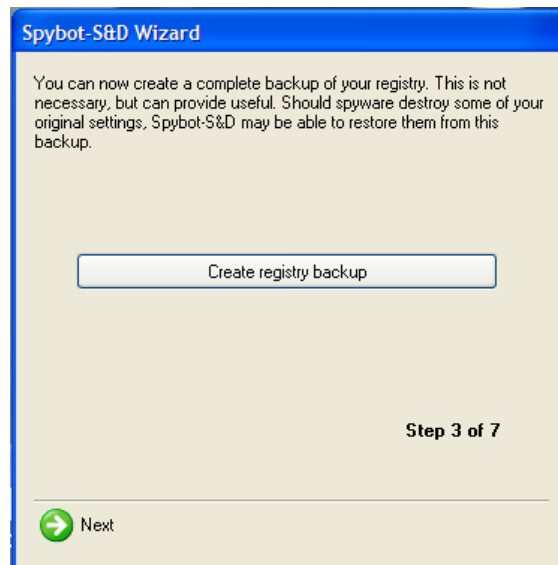 Spybot-S&D Wizard
You can now create a complete backup of your registry. This is not
necessary, but can provide useful. Should spyware destroy some of your
original settings, Spybot-S&D may be able to restore them from this
backup.
Create registry backup
Step 3 of 7
Next